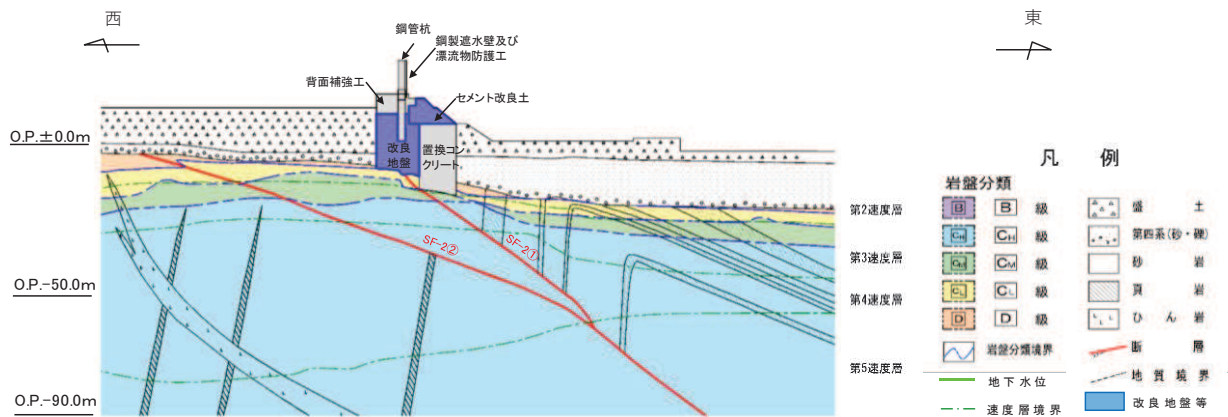 西
東
鋼管杭
鋼製遮水壁及び
漂流物防護工
背面補強工
セメント改良土
O.P.±0.0m
改良
地盤
置換コン
クリート
SF-2②
SF-2①
O.P.-50.0m
O.P.-90.0m
第2速度層
第3速度層
第4速度層
第5速度層
凡 例
岩盤分類
B B 級
CH CH 級
CM CM 級
CL CL 級
D D 級
岩盤分類境界
地下水位
速度層境界
盛 土
第四系(砂・礫)
砂 岩
頁 岩
ひ ん 岩
断 層
地 質 境 界
改良地盤等